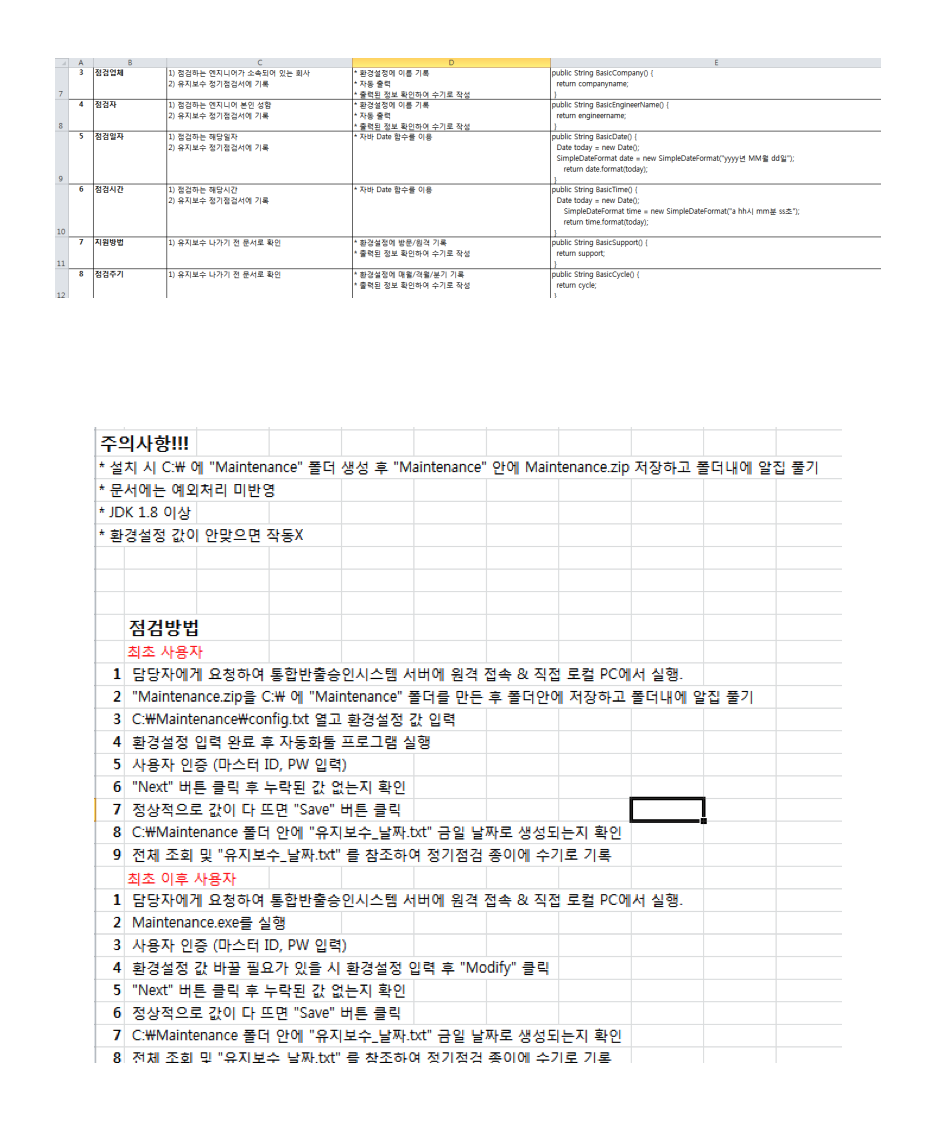 A B C D E
3 점검업체 1) 점검하는 엔지니어가 소속되어 있는 회사 * 환경설정에 이름 기록 public String BasicCompany() {
2) 유지보수 정기점검서에 기록 * 자동 출력 return companyname;
7 * 출력된 정보 확인하여 수기로 작성 }
4 점검자 1) 점검하는 엔지니어 본인 성함 * 환경설정에 이름 기록 public String BasicEngineerName() {
2) 유지보수 정기점검서에 기록 * 자동 출력 return engineername;
8 * 출력된 정보 확인하여 수기로 작성 }
5 점검일자 1) 점검하는 해당일자 * 자바 Date 함수를 이용 public String BasicDate() {
2) 유지보수 정기점검서에 기록 Date today = new Date();
SimpleDateFormat date = new SimpleDateFormat("yyyy년 MM월 dd일");
return date.format(today);
9 }
6 점검시간 1) 점검하는 해당시간 * 자바 Date 함수를 이용 public String BasicTime() {
2) 유지보수 정기점검서에 기록 Date today = new Date();
SimpleDateFormat time = new SimpleDateFormat("a hh시 mm분 ss초");
return time.format(today);
10 }
7 지원방법 1) 유지보수 나가기 전 문서로 확인 * 환경설정에 방문/원격 기록 public String BasicSupport() {
* 출력된 정보 확인하여 수기로 작성 return support;
11 }
8 점검주기 1) 유지보수 나가기 전 문서로 확인 * 환경설정에 매월/격월/분기 기록 public String BasicCycle() {
* 출력된 정보 확인하여 수기로 작성 return cycle;
12 }
주의사항!!!
* 설치 시 C:₩ 에 "Maintenance" 폴더 생성 후 "Maintenance" 안에 Maintenance.zip 저장하고 폴더내에 알집 풀기
* 문서에는 예외처리 미반영
* JDK 1.8 이상
* 환경설정 값이 안맞으면 작동X
점검방법
최초 사용자
1 담당자에게 요청하여 통합반출승인시스템 서버에 원격 접속 & 직접 로컬 PC에서 실행.
2 "Maintenance.zip을 C:₩ 에 "Maintenance" 폴더를 만든 후 폴더안에 저장하고 폴더내에 알집 풀기
3 C:₩Maintenance₩config.txt 열고 환경설정 값 입력
4 환경설정 입력 완료 후 자동화툴 프로그램 실행
5 사용자 인증 (마스터 ID, PW 입력)
6 "Next" 버튼 클릭 후 누락된 값 없는지 확인
7 정상적으로 값이 다 뜨면 "Save" 버튼 클릭
8 C:₩Maintenance 폴더 안에 "유지보수_날짜.txt" 금일 날짜로 생성되는지 확인
9 전체 조회 및 "유지보수_날짜.txt" 를 참조하여 정기점검 종이에 수기로 기록
최초 이후 사용자
1 담당자에게 요청하여 통합반출승인시스템 서버에 원격 접속 & 직접 로컬 PC에서 실행.
2 Maintenance.exe를 실행
3 사용자 인증 (마스터 ID, PW 입력)
4 환경설정 값 바꿀 필요가 있을 시 환경설정 입력 후 "Modify" 클릭
5 "Next" 버튼 클릭 후 누락된 값 없는지 확인
6 정상적으로 값이 다 뜨면 "Save" 버튼 클릭
7 C:₩Maintenance 폴더 안에 "유지보수_날짜.txt" 금일 날짜로 생성되는지 확인
8 전체 조회 및 "유지보수_날짜.txt" 를 참조하여 정기점검 종이에 수기로 기록